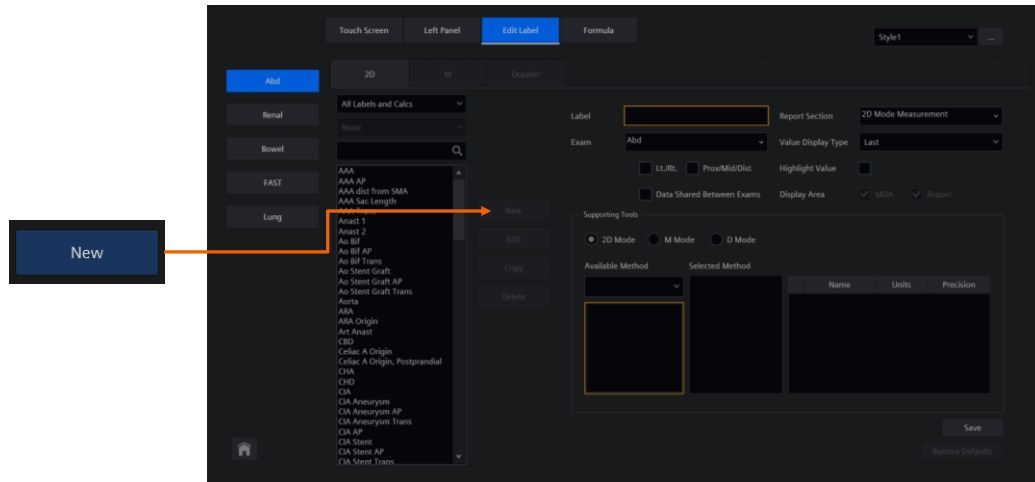 Touch Screen
Left Panel
Edit Label
Formula
Style1
...
Abd
Renal
Bowel
FAST
Lung
2D
M
Doppler
All Labels and Calcs
None
AAA
AAA AP
AAA dist from SMA
AAA Sac Length
AAA Trans
Anast 1
Anast 2
Ao Bif
Ao Bif AP
Ao Bif Trans
Ao Stent Graft
Ao Stent Graft AP
Ao Stent Graft Trans
Aorta
ARA
ARA Origin
Art Anast
CBD
Celiac A Origin
Celiac A Origin, Postprandial
CHA
CHD
CIA
CIA Aneurysm
CIA Aneurysm AP
CIA Aneurysm Trans
CIA AP
CIA Stent
CIA Stent AP
CIA Stent Trans
New
New
Edit
Copy
Delete
Label
Report Section
2D Mode Measurement
Exam
Abd
Value Display Type
Last
Lt./Rt.
Prox/Mid/Dist
Highlight Value
Data Shared Between Exams
Display Area
MDA
Report
Supporting Tools
2D Mode
M Mode
D Mode
Available Method
Selected Method
Name
Units
Precision
Save
Restore Defaults